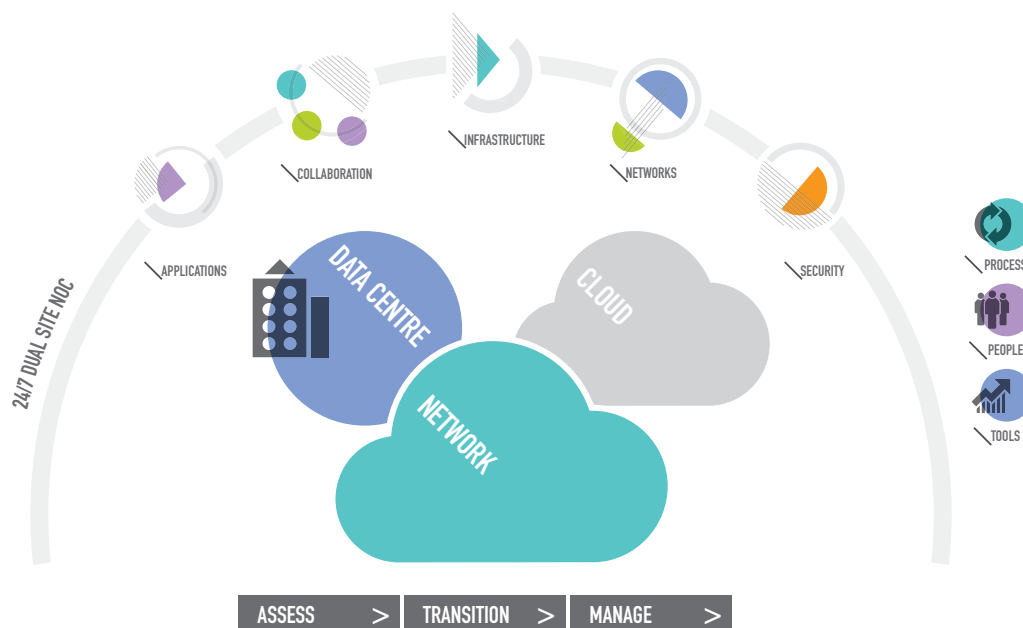 INFRASTRUCTURE
COLLABORATION
NETWORKS
APPLICATIONS
SECURITY
24/7 DUAL SITE NOC
DATA CENTRE
CLOUD
NETWORK
PROCESS
PEOPLE
TOOLS
ASSESS >
TRANSITION >
MANAGE >